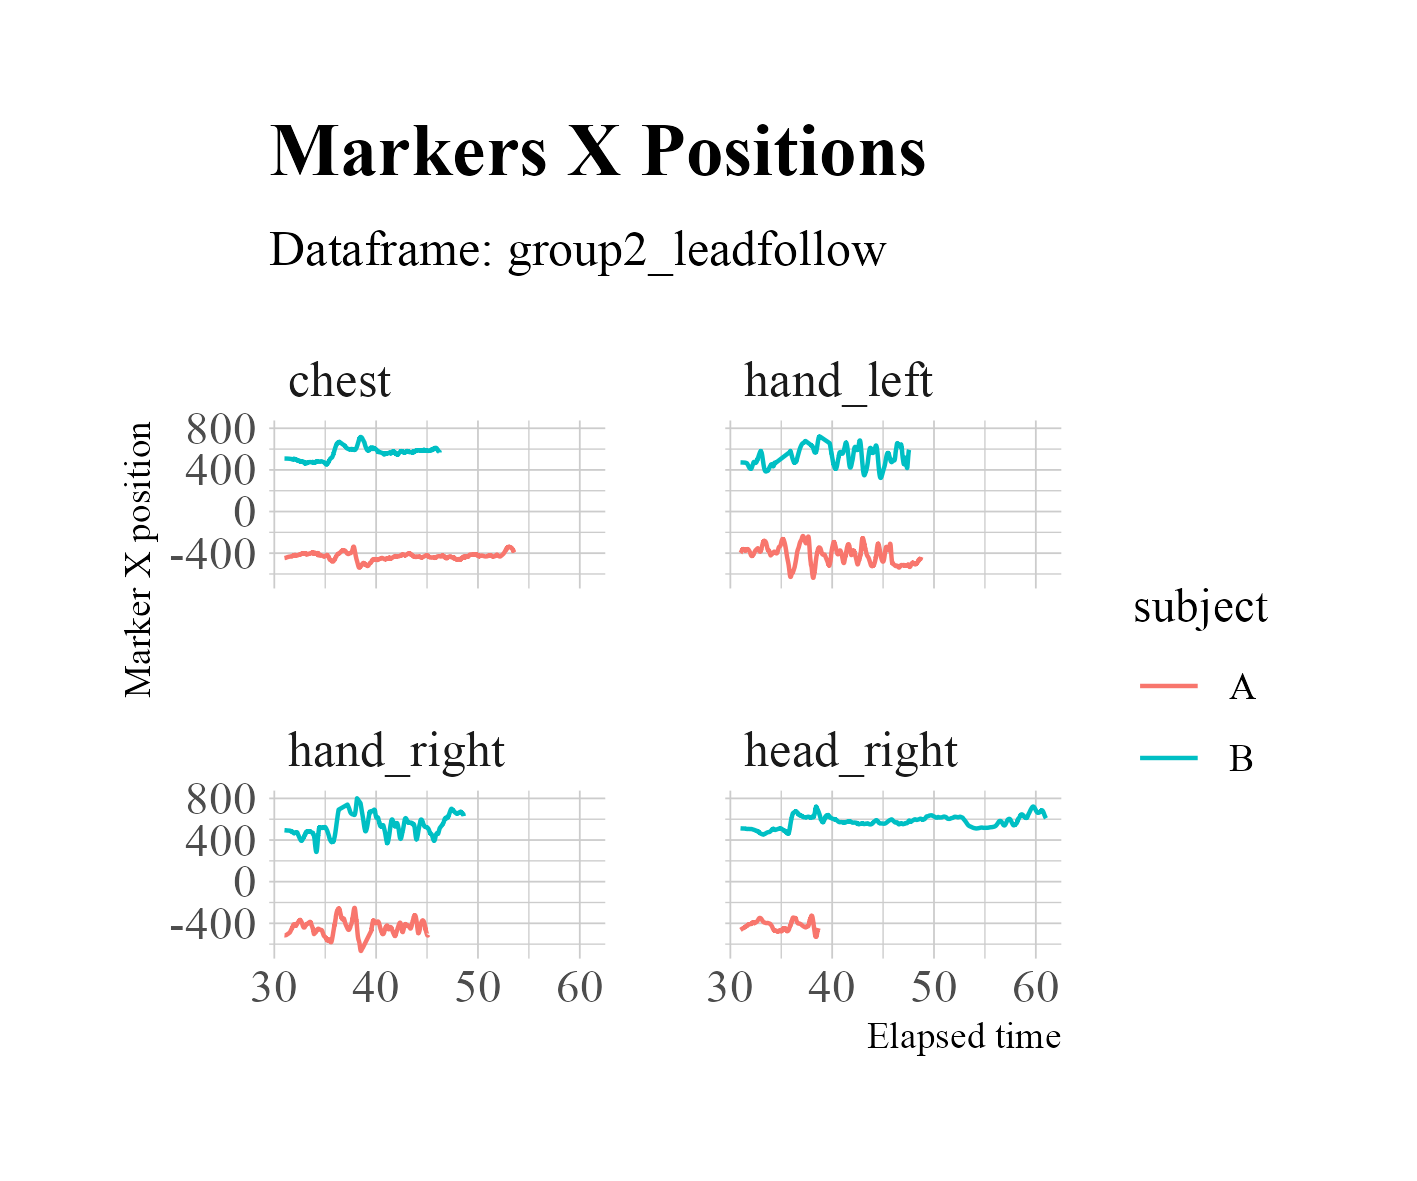 Markers X Positions
Dataframe: group2_leadfollow
chest
hand_left
800
400
0
-400
Marker X position
hand_right
head_right
800
400
0
-400
30 40 50 60
30 40 50 60
Elapsed time
subject
A
B